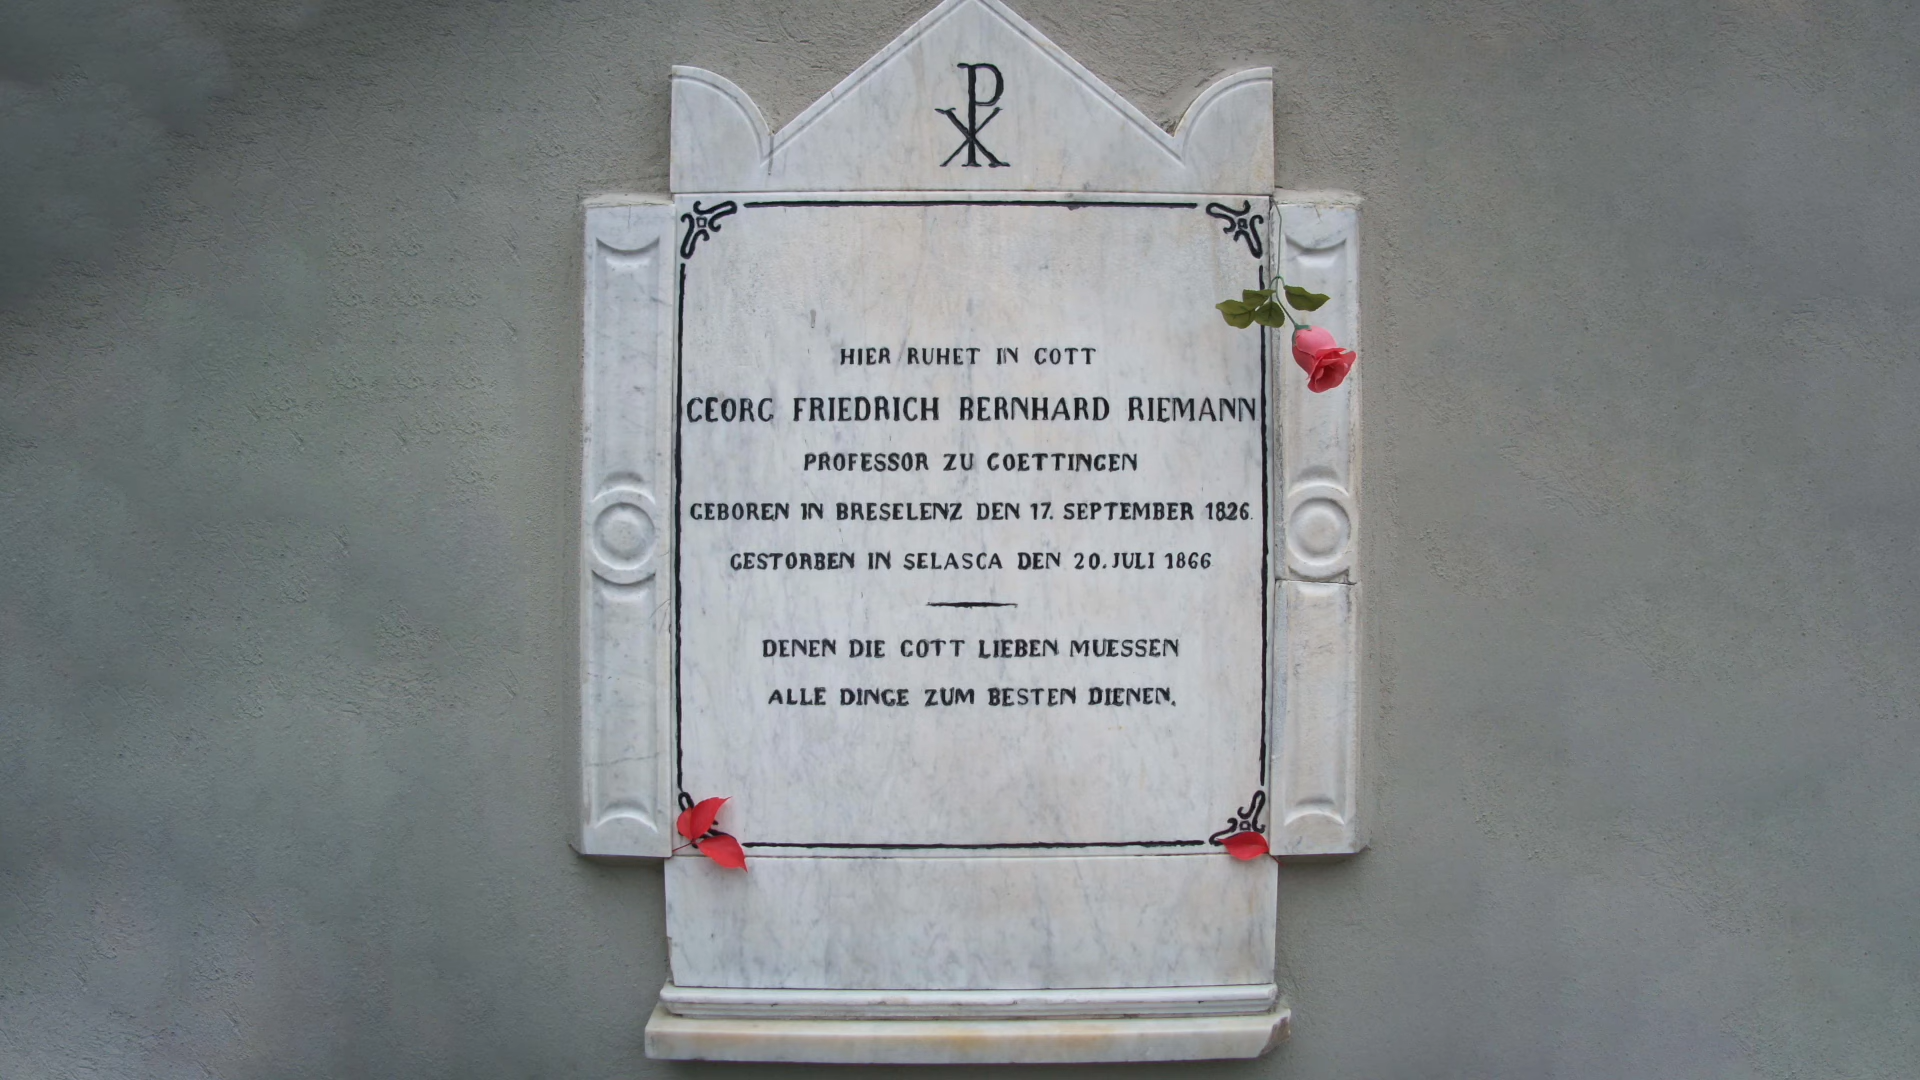 HIER RUHET IN GOTT
GEORG FRIEDRICH BERNHARD RIEMANN
PROFESSOR ZU GOETTINGEN
GEBOREN IN BRESELENZ DEN 17. SEPTEMBER 1826.
GESTORBEN IN SELASCA DEN 20. JULI 1866
DENEN DIE GOTT LIEBEN MUESSEN
ALLE DINGE ZUM BESTEN DIENEN.